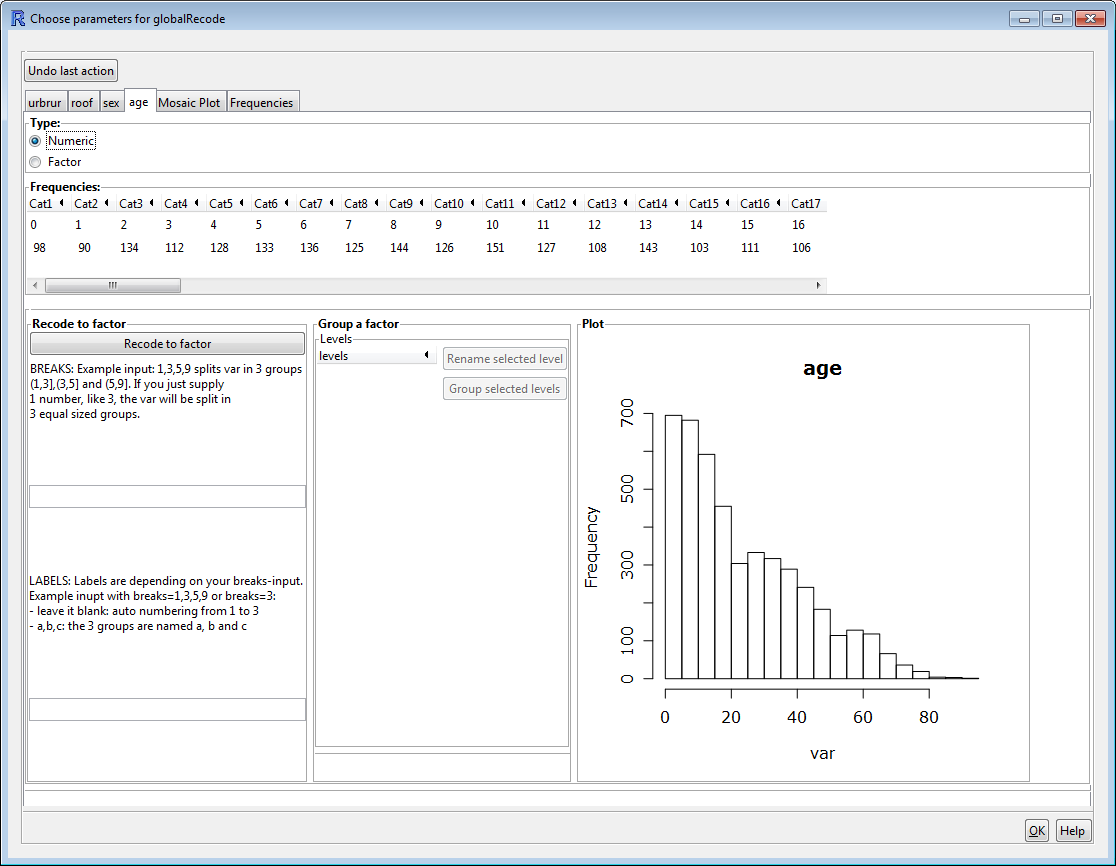 Choose parameters for globalRecode
Undo last action
urbrur roof sex age Mosaic Plot Frequencies
Type:
Numeric
Factor
Frequencies:
Cat1 Cat2 Cat3 Cat4 Cat5 Cat6 Cat7 Cat8 Cat9 Cat10 Cat11 Cat12 Cat13 Cat14 Cat15 Cat16 Cat17
0 1 2 3 4 5 6 7 8 9 10 11 12 13 14 15 16
98 90 134 112 128 133 136 125 144 126 151 127 108 143 103 111 106
Recode to factor
Recode to factor
BREAKS: Example input: 1,3,5,9 splits var in 3 groups
(1,3],(3,5] and (5,9]. If you just supply
1 number, like 3, the var will be split in
3 equal sized groups.
LABELS: Labels are depending on your breaks-input.
Example inupt with breaks=1,3,5,9 or breaks=3:
- leave it blank: auto numbering from 1 to 3
- a,b,c: the 3 groups are named a, b and c
Group a factor
Levels
levels
Rename selected level
Group selected levels
Plot
age
Frequency
700
500
300
100
0
0 20 40 60 80
var
OK Help